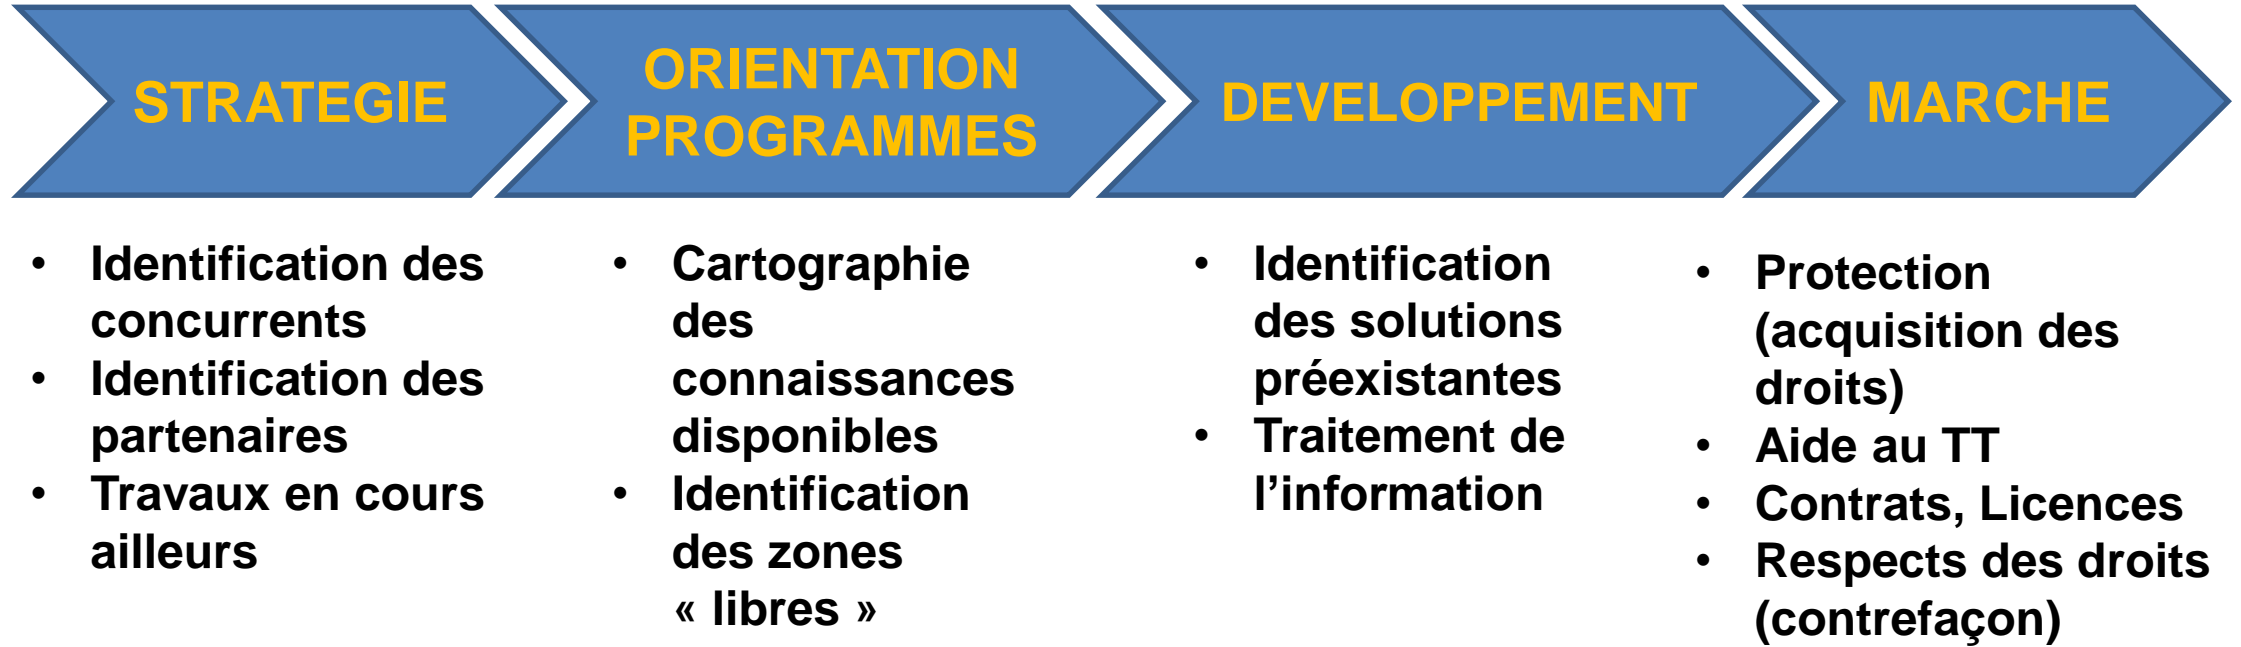 STRATEGIE
ORIENTATION
PROGRAMMES
DEVELOPPEMENT
MARCHE
• Identification des
concurrents
• Identification des
partenaires
• Travaux en cours
ailleurs
• Cartographie
des
connaissances
disponibles
• Identification
des zones
« libres »
• Identification
des solutions
préexistantes
• Traitement de
l’information
• Protection
(acquisition des
droits)
• Aide au TT
• Contrats, Licences
• Respects des droits
(contrefaçon)